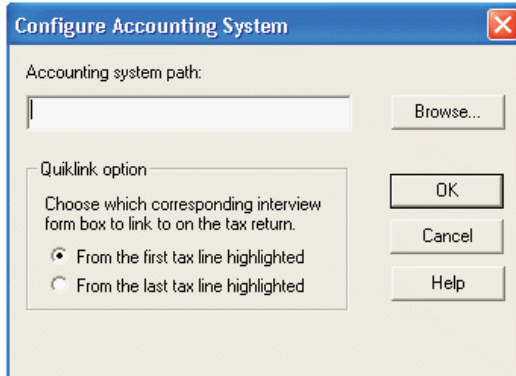 Configure Accounting System
Accounting system path:
Browse...
Quiklink option
Choose which corresponding interview
form box to link to on the tax return.
From the first tax line highlighted
From the last tax line highlighted
OK
Cancel
Help